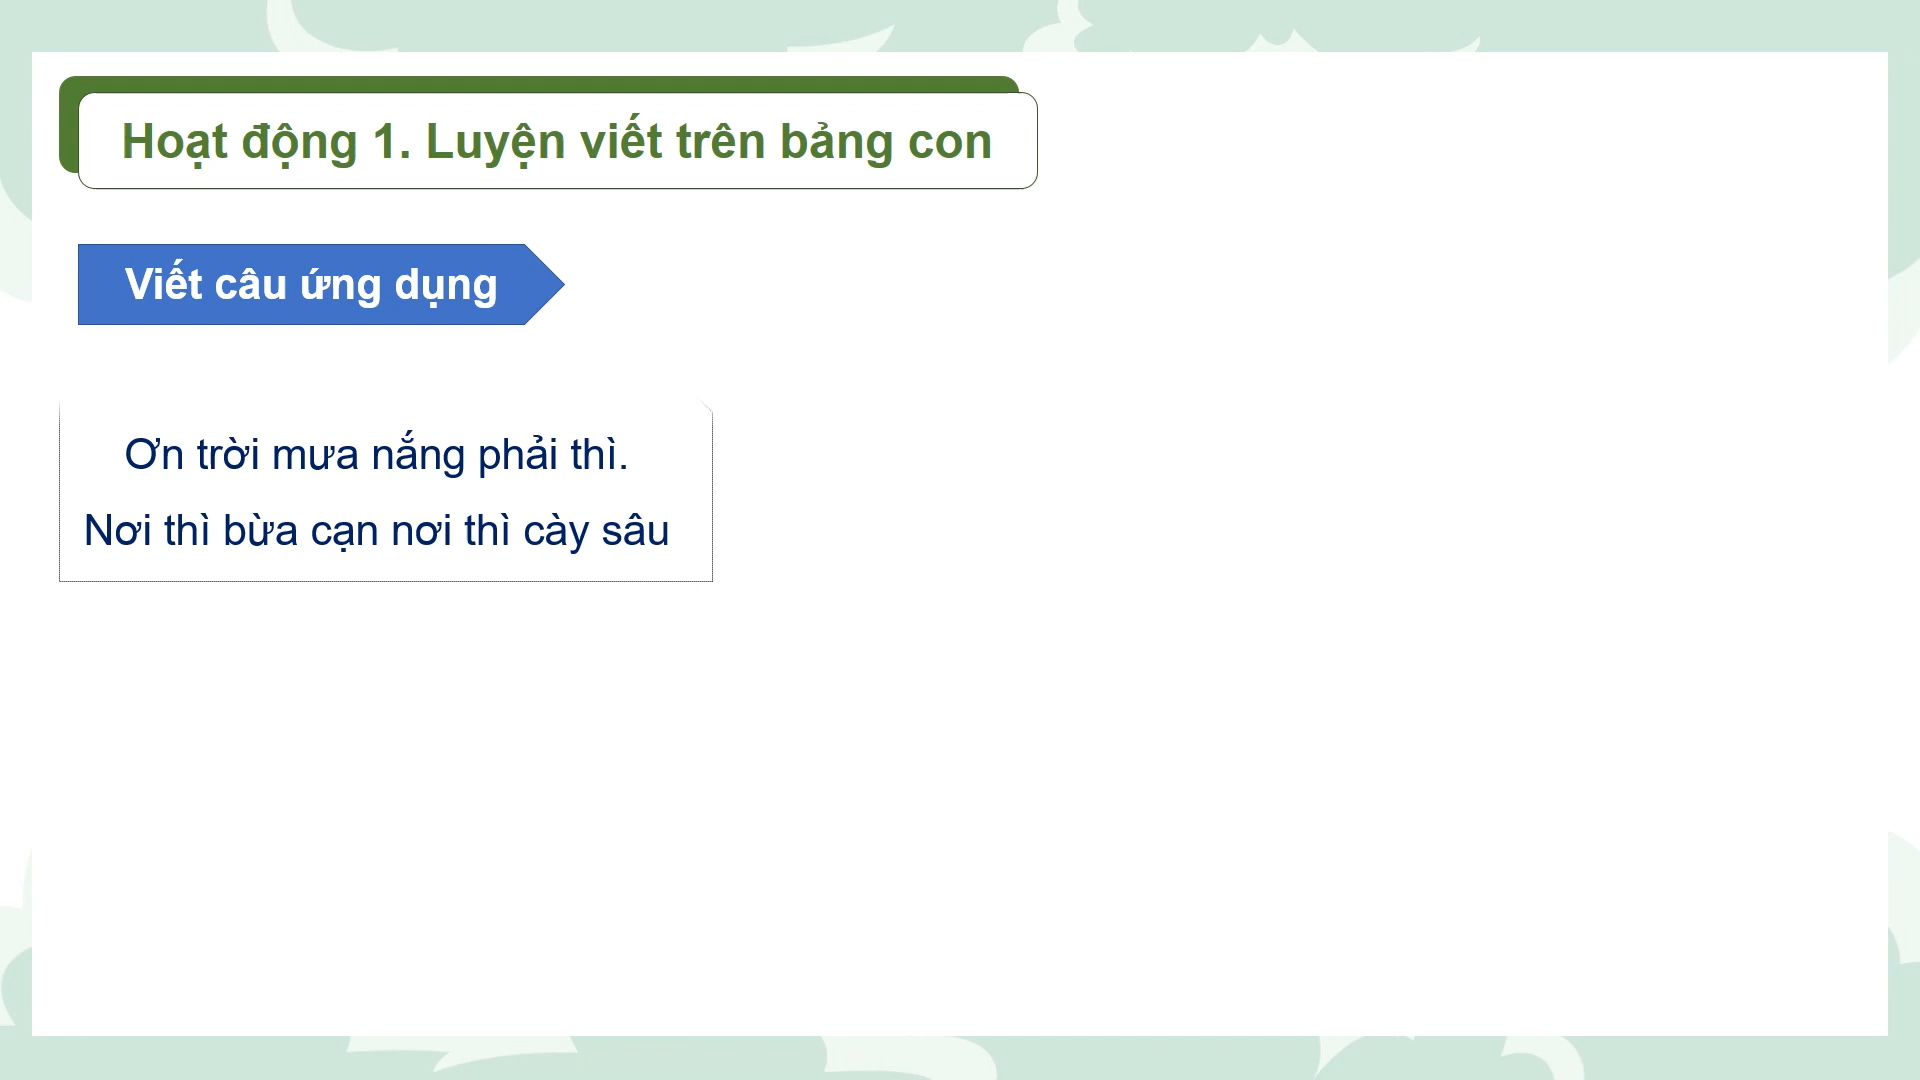 Hoạt động 1. Luyện viết trên bảng con
Viết câu ứng dụng
Ơn trời mưa nắng phải thì.
Nơi thì bừa cạn nơi thì cày sâu